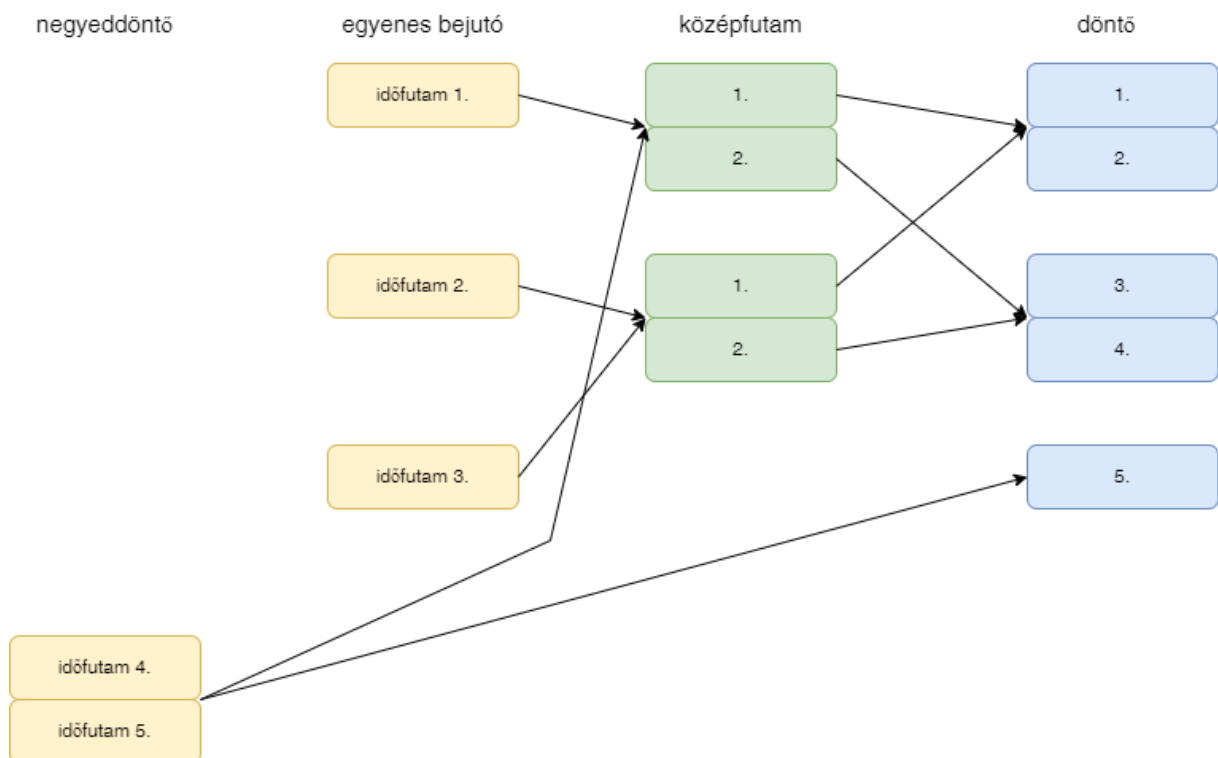 negyeddöntő
egyenes bejutó
középfutam
döntő
időfutam 1.
1.
1.
2.
2.
időfutam 2.
1.
3.
2.
4.
időfutam 3.
5.
időfutam 4.
időfutam 5.